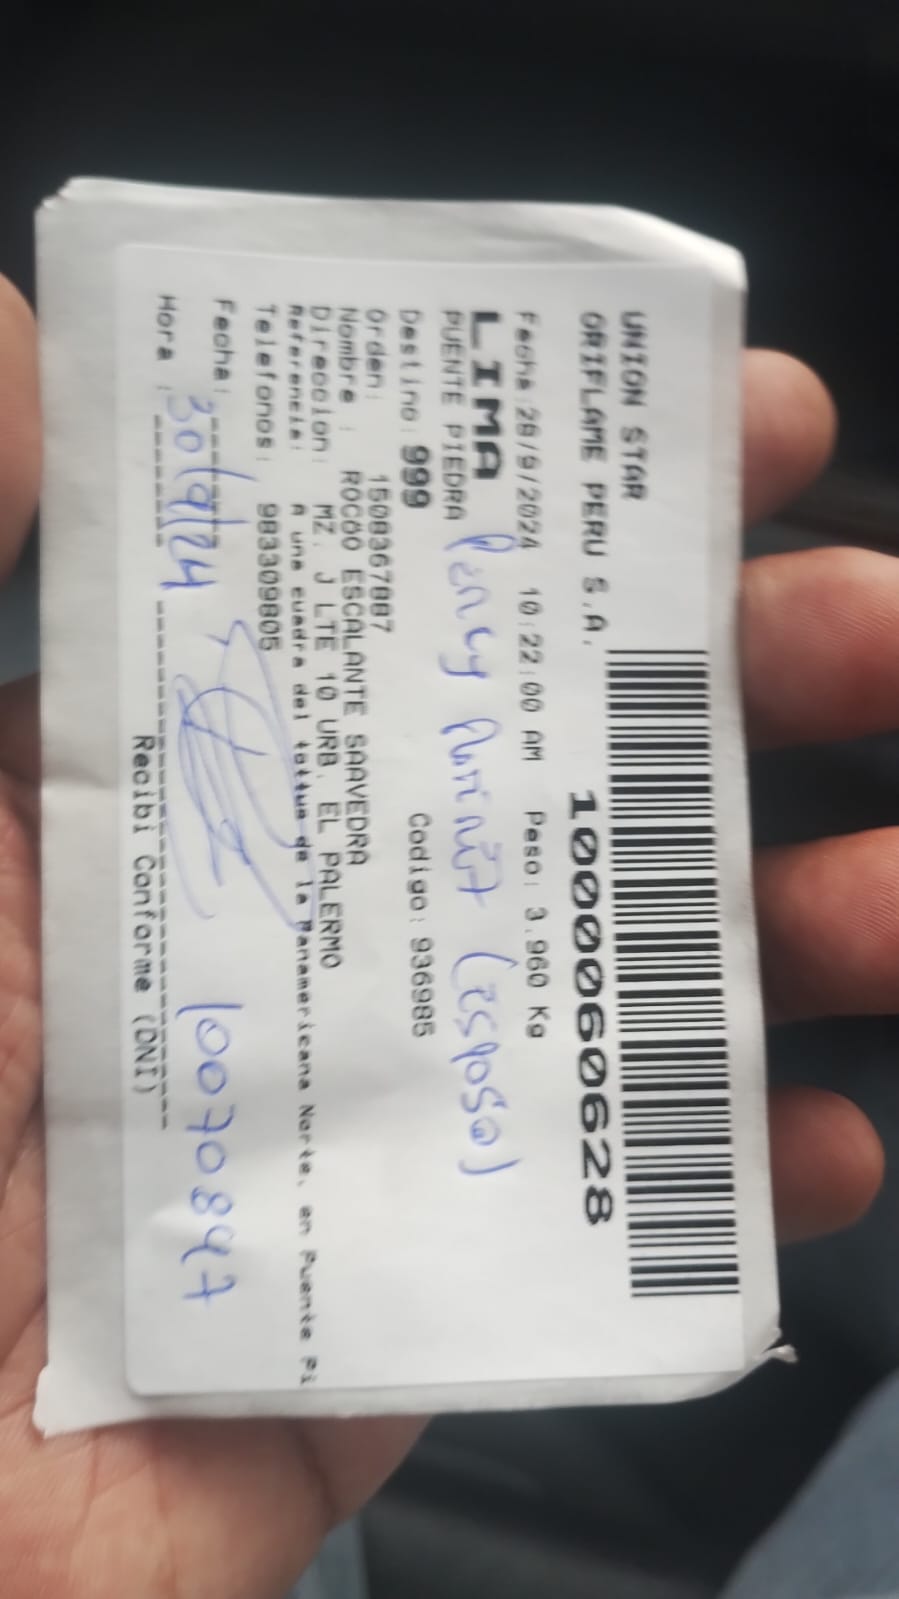 UNION STAR
ORIFLAME PERU S.A.
10000060628
Fecha:28/9/2024 10:22:00 AM Peso: 3.960 Kg
LIMA
PUENTE PIEDRA
(esposo)
Destino: 999 Codigo: 936985
Orden: 1508367887
Nombre : ROCÓO ESCALANTE SAAVEDRA
Direccion: MZ. J LTE 10 URB. EL PALERMO
Referencia: A una cuadra del tottus de la Panamericana Norte, en Puente Pi
Telefonos: 983309805
Fecha: 30/9/24 10070847
Hora :
Recibi Conforme (DNI)